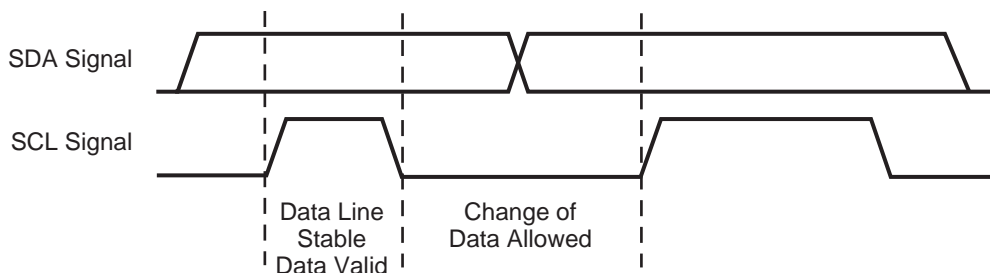 SDA Signal
SCL Signal
Data Line
Stable
Data Valid
Change of
Data Allowed